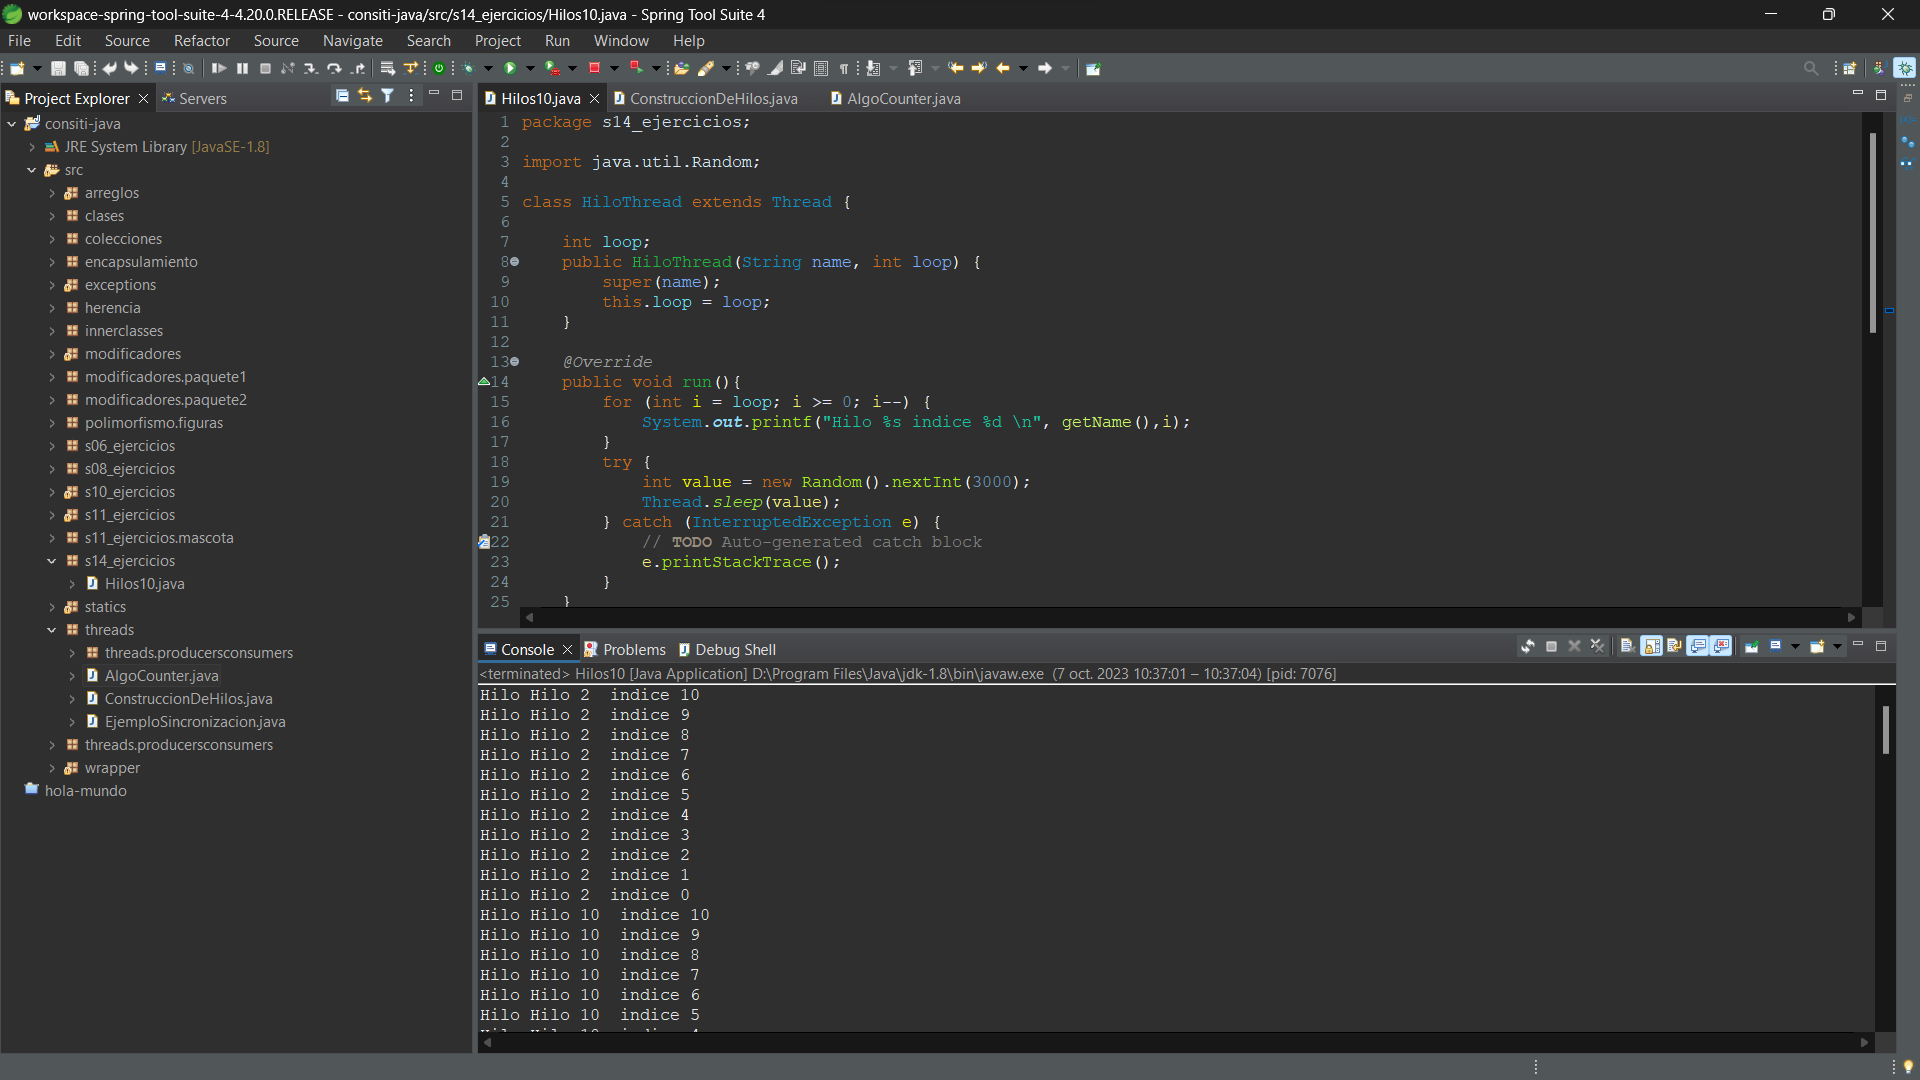 workspace-spring-tool-suite-4-4.20.0.RELEASE - consiti-java/src/s14_ejercicios/Hilos10.java - Spring Tool Suite 4
File Edit Source Refactor Source Navigate Search Project Run Window Help
Project Explorer Servers
consiti-java
JRE System Library [JavaSE-1.8]
src
arreglos
clases
colecciones
encapsulamiento
exceptions
herencia
innerclasses
modificadores
modificadores.paquete1
modificadores.paquete2
polimorfismo.figuras
s06_ejercicios
s08_ejercicios
s10_ejercicios
s11_ejercicios
s11_ejercicios.mascota
s14_ejercicios
Hilos10.java
statics
threads
threads.producersconsumers
AlgoCounter.java
ConstruccionDeHilos.java
EjemploSincronizacion.java
threads.producersconsumers
wrapper
hola-mundo
Hilos10.java ConstruccionDeHilos.java AlgoCounter.java
1 package s14_ejercicios;
2
3 import java.util.Random;
4
5 class HiloThread extends Thread {
6
7 int loop;
8 public HiloThread(String name, int loop) {
9 super(name);
10 this.loop = loop;
11 }
12
13 @Override
14 public void run(){
15 for (int i = loop; i >= 0; i--) {
16 System.out.printf("Hilo %s indice %d \n", getName(),i);
17 }
18 try {
19 int value = new Random().nextInt(3000);
20 Thread.sleep(value);
21 } catch (InterruptedException e) {
22 // TODO Auto-generated catch block
23 e.printStackTrace();
24 }
25 }
Console Problems Debug Shell
<terminated> Hilos10 [Java Application] D:\Program Files\Java\jdk-1.8\bin\javaw.exe (7 oct. 2023 10:37:01 – 10:37:04) [pid: 7076]
Hilo Hilo 2 indice 10
Hilo Hilo 2 indice 9
Hilo Hilo 2 indice 8
Hilo Hilo 2 indice 7
Hilo Hilo 2 indice 6
Hilo Hilo 2 indice 5
Hilo Hilo 2 indice 4
Hilo Hilo 2 indice 3
Hilo Hilo 2 indice 2
Hilo Hilo 2 indice 1
Hilo Hilo 2 indice 0
Hilo Hilo 10 indice 10
Hilo Hilo 10 indice 9
Hilo Hilo 10 indice 8
Hilo Hilo 10 indice 7
Hilo Hilo 10 indice 6
Hilo Hilo 10 indice 5